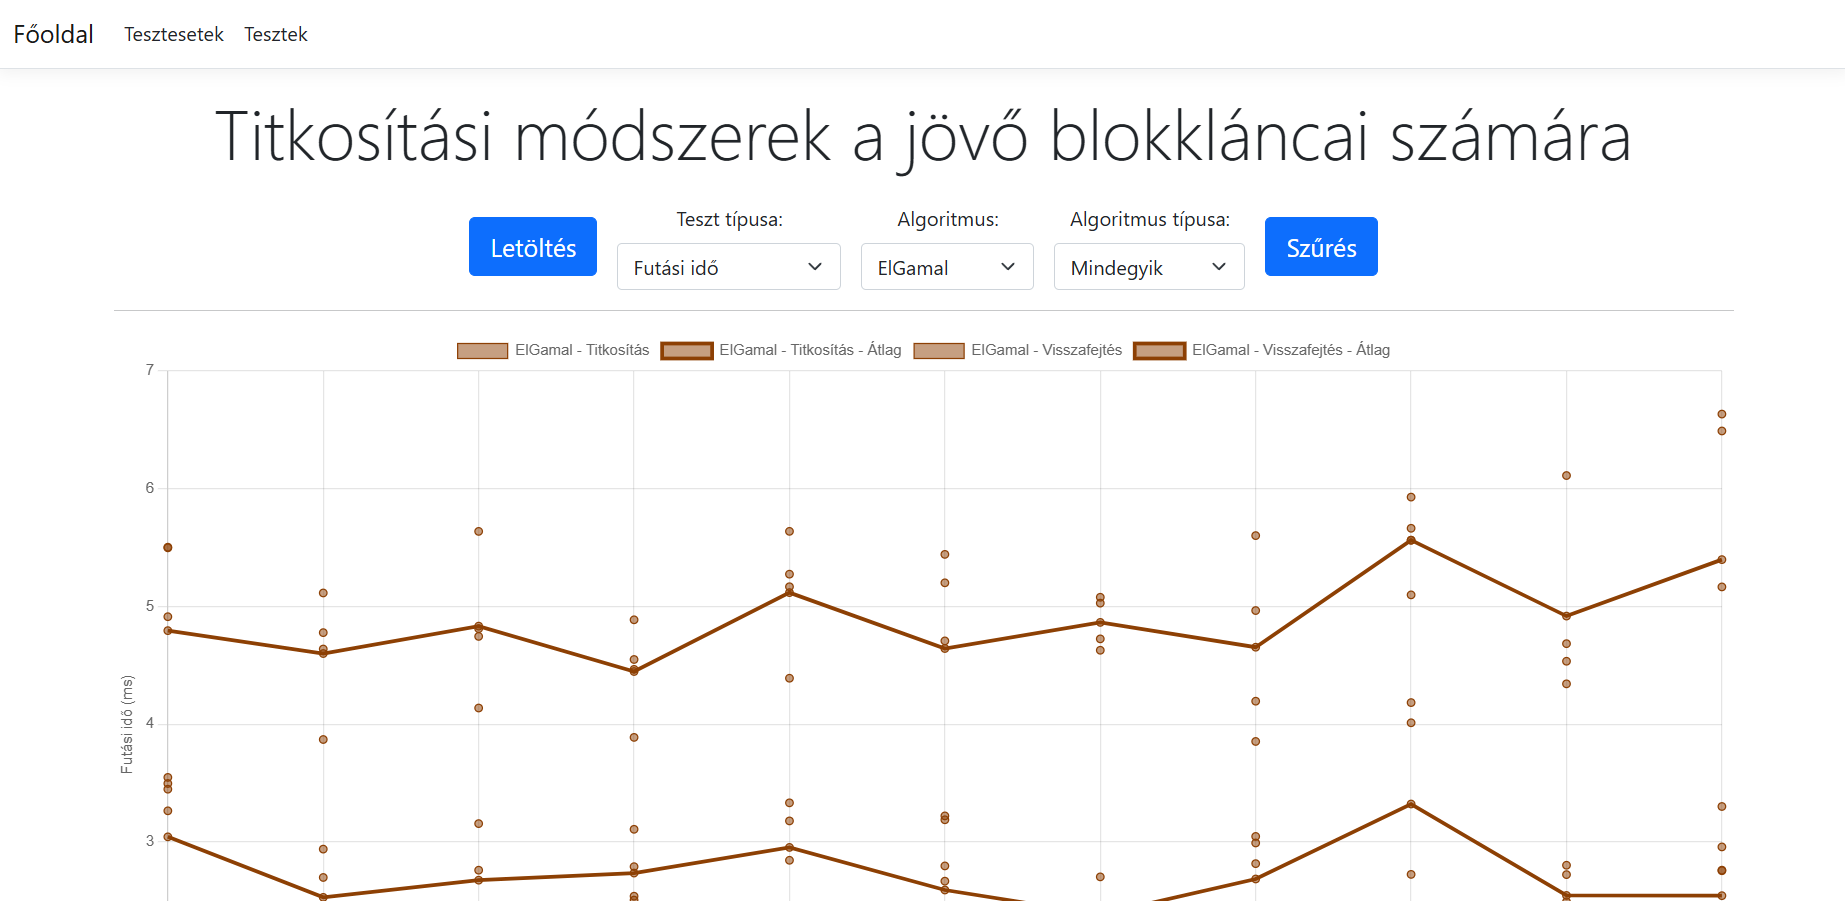 Főoldal Tesztesetek Tesztek
Titkosítási módszerek a jövő blokkláncai számára
Letöltés
Teszt típusa:
Futási idő
Algoritmus:
ElGamal
Algoritmus típusa:
Mindegyik
Szűrés
ElGamal - Titkosítás ElGamal - Titkosítás - Átlag ElGamal - Visszafejtés ElGamal - Visszafejtés - Átlag
7
6
5
4
3
Futási idő (ms)